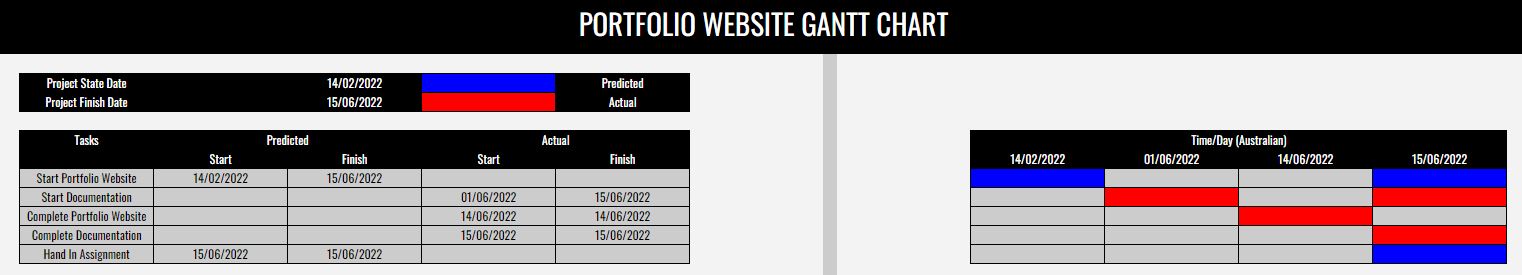 PORTFOLIO WEBSITE GANTT CHART
Project State Date 14/02/2022 Predicted
Project Finish Date 15/06/2022 Actual
Tasks Predicted Actual
Start Finish Start Finish
Start Portfolio Website 14/02/2022 15/06/2022
Start Documentation 01/06/2022 15/06/2022
Complete Portfolio Website 14/06/2022 14/06/2022
Complete Documentation 15/06/2022 15/06/2022
Hand In Assignment 15/06/2022 15/06/2022
Time/Day (Australian)
14/02/2022 01/06/2022 14/06/2022 15/06/2022